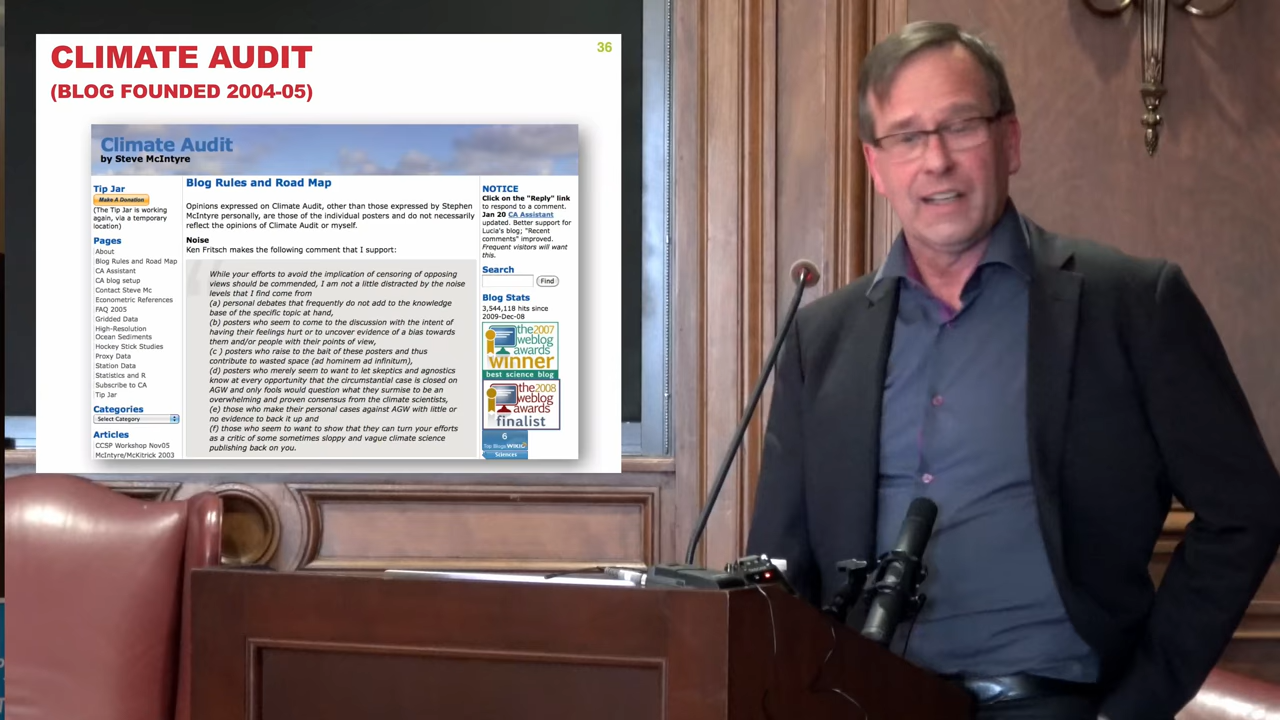 CLIMATE AUDIT
36
(BLOG FOUNDED 2004-05)
Climate Audit
by Steve McIntyre
Tip Jar
Make A Donation
(The Tip Jar is working
again, via a temporary
location)
Pages
About
Blog Rules and Road Map
CA Assistant
CA blog setup
Contact Steve Mc
Econometric References
FAQ 2005
Gridded Data
High-Resolution
Ocean Sediments
Hockey Stick Studies
Proxy Data
Station Data
Statistics and R
Subscribe to CA
Tip Jar
Categories
Select Category
Articles
CCSP Workshop Nov05
McIntyre/McKitrick 2003
Blog Rules and Road Map
Opinions expressed on Climate Audit, other than those expressed by Stephen
McIntyre personally, are those of the individual posters and do not necessarily
reflect the opinions of Climate Audit or myself.
Noise
Ken Fritsch makes the following comment that I support:
While your efforts to avoid the implication of censoring of opposing
views should be commended, I am not a little distracted by the noise
levels that I find come from
(a) personal debates that frequently do not add to the knowledge
base of the specific topic at hand,
(b) posters who seem to come to the discussion with the intent of
having their feelings hurt or to uncover evidence of a bias towards
them and/or people with their points of view,
(c ) posters who raise to the bait of these posters and thus
contribute to wasted space (ad hominem ad infinitum),
(d) posters who merely seem to want to let skeptics and agnostics
know at every opportunity that the circumstantial case is closed on
AGW and only fools would question what they surmise to be an
overwhelming and proven consensus from the climate scientists,
(e) those who make their personal cases against AGW with little or
no evidence to back it up and
(f) those who seem to want to show that they can turn your efforts
as a critic of some sometimes sloppy and vague climate science
publishing back on you.
NOTICE
Click on the "Reply" link
to respond to a comment.
Jan 20 CA Assistant
updated. Better support for
Lucia's blog; "Recent
comments" improved.
Frequent visitors will want
this.
Search
Find
Blog Stats
3,544,118 hits since
2009-Dec-08
the 2007
weblog
awards
winner
best science blog
the 2008
weblog
awards
finalist
6
Top Blogs WIKIO
Sciences